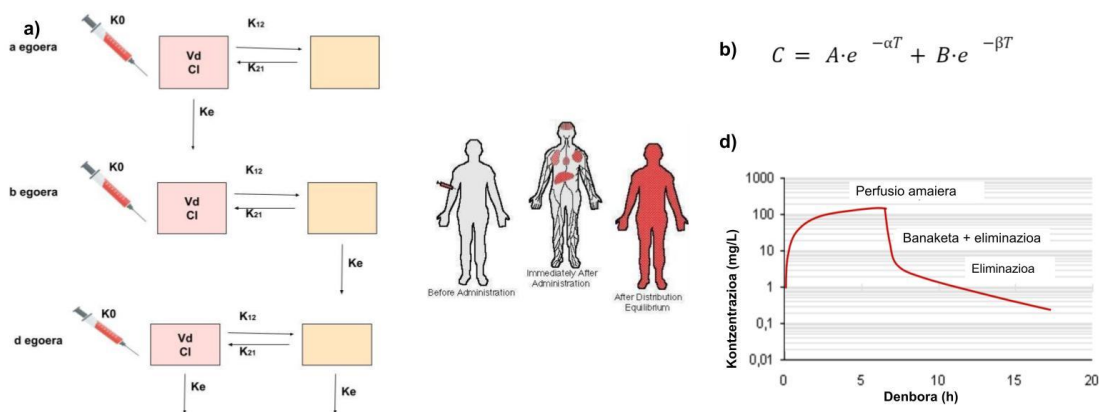 a)
K0
K12
a egoera
Vd
Cl
K21
Ke
K0
K12
b egoera
Vd
Cl
K21
Ke
K0
K12
d egoera
Vd
Cl
K21
Ke
Ke
Before Administration
Immediately After
Administration
After Distribution
Equilibrium
b) C = A·e −αT + B·e −βT
d)
Kontzentrazioa (mg/L)
1000
100
10
1
0,1
0,01
Perfusio amaiera
Banaketa + eliminazioa
Eliminazioa
0 5 10 15 20
Denbora (h)